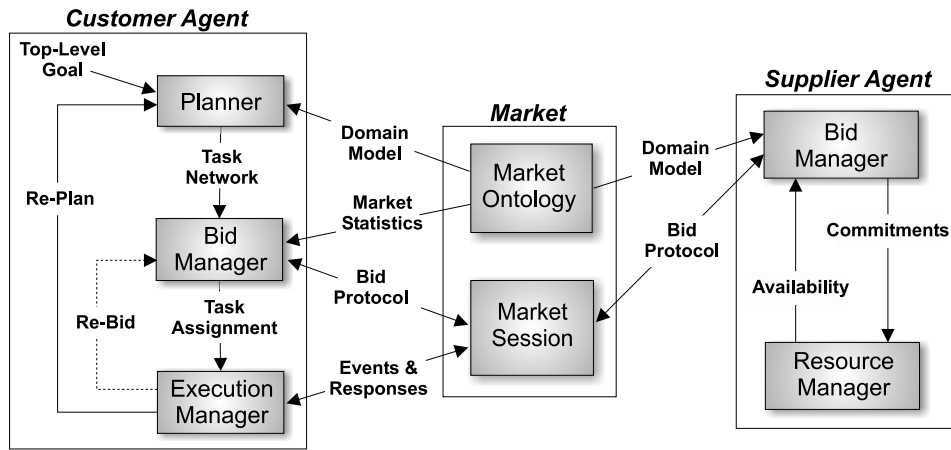 Customer Agent
Top-Level
Goal
Planner
Task
Network
Re-Plan
Bid
Manager
Re-Bid
Task
Assignment
Execution
Manager
Domain
Model
Market
Statistics
Bid
Protocol
Events &
Responses
Market
Market
Ontology
Market
Session
Domain
Model
Bid
Protocol
Supplier Agent
Bid
Manager
Commitments
Availability
Resource
Manager